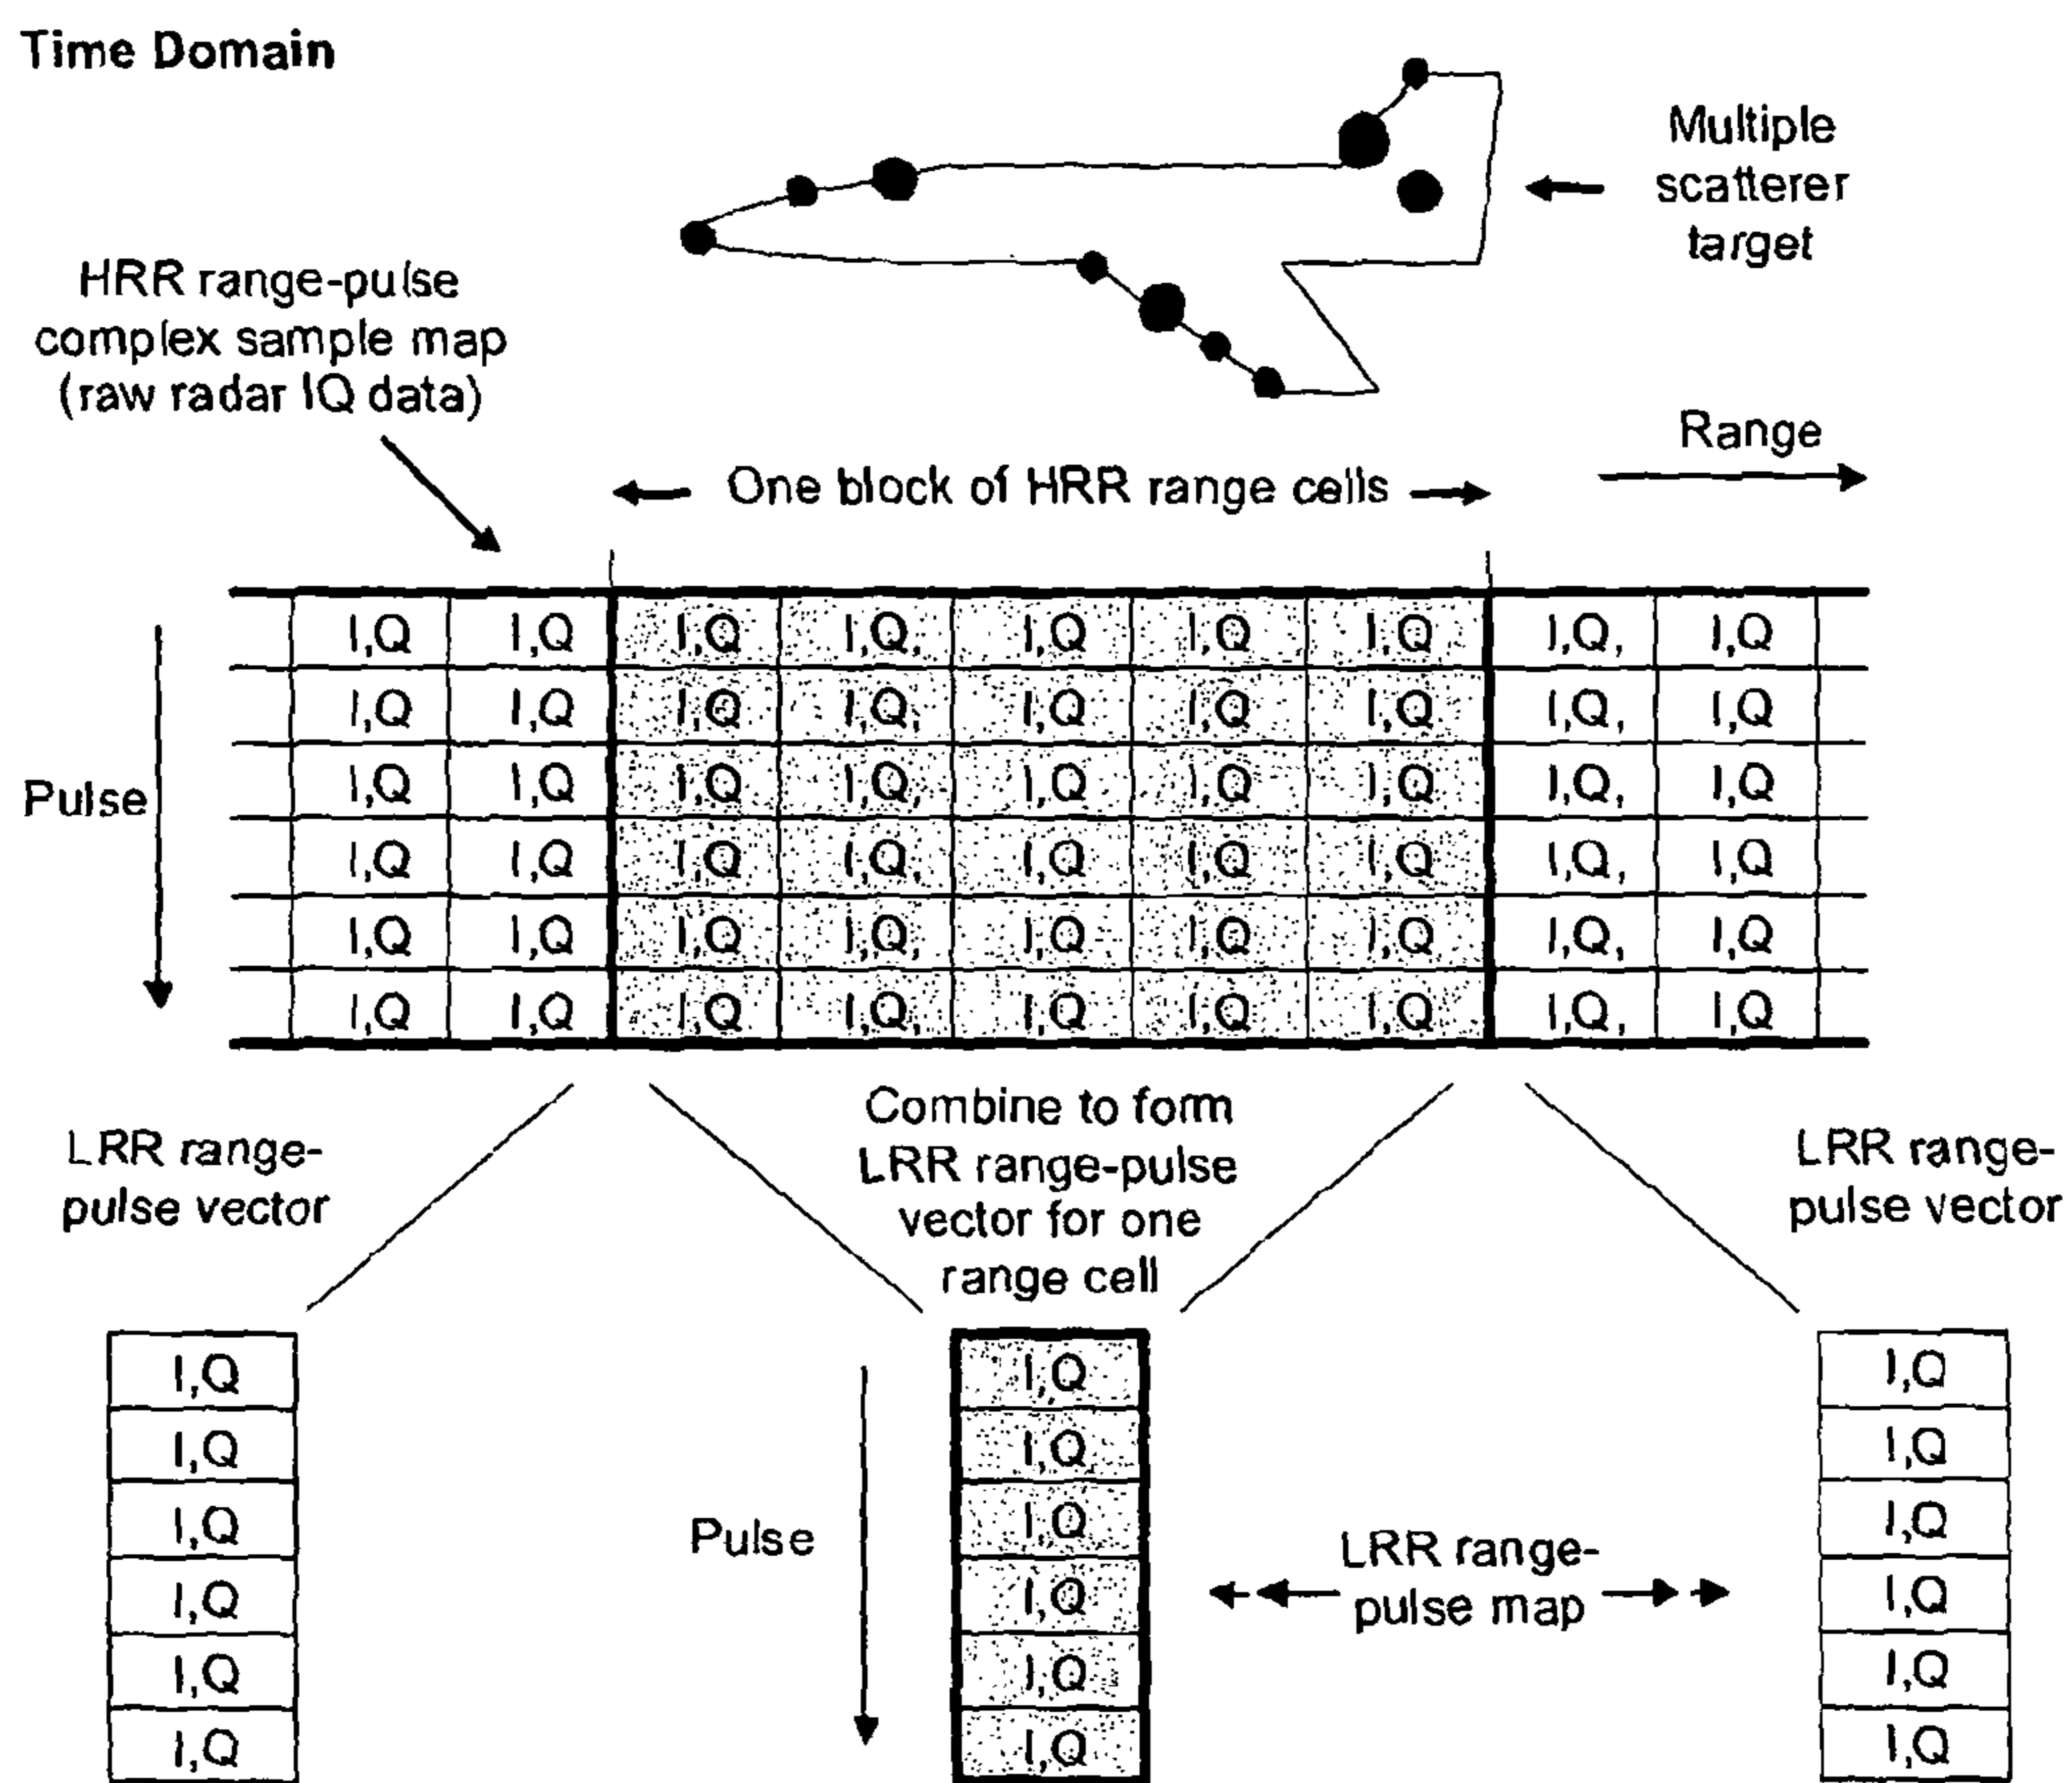 Time Domain
Multiple
scatterer
target
HRR range-pulse
complex sample map
(raw radar IQ data)
Range
One block of HRR range cells
I,Q I,Q I,Q I,Q, I,Q I,Q I,Q I,Q, I,Q
I,Q I,Q I,Q I,Q, I,Q I,Q I,Q I,Q, I,Q
I,Q I,Q I,Q I,Q, I,Q I,Q I,Q I,Q, I,Q
I,Q I,Q I,Q I,Q, I,Q I,Q I,Q I,Q, I,Q
I,Q I,Q I,Q I,Q, I,Q I,Q I,Q I,Q, I,Q
I,Q I,Q I,Q I,Q, I,Q I,Q I,Q I,Q, I,Q
Pulse
LRR range-
pulse vector
Combine to form
LRR range-pulse
vector for one
range cell
LRR range-
pulse vector
I,Q I,Q I,Q
I,Q I,Q I,Q
I,Q I,Q I,Q
I,Q I,Q I,Q
I,Q I,Q I,Q
I,Q I,Q I,Q
Pulse
LRR range-
pulse map